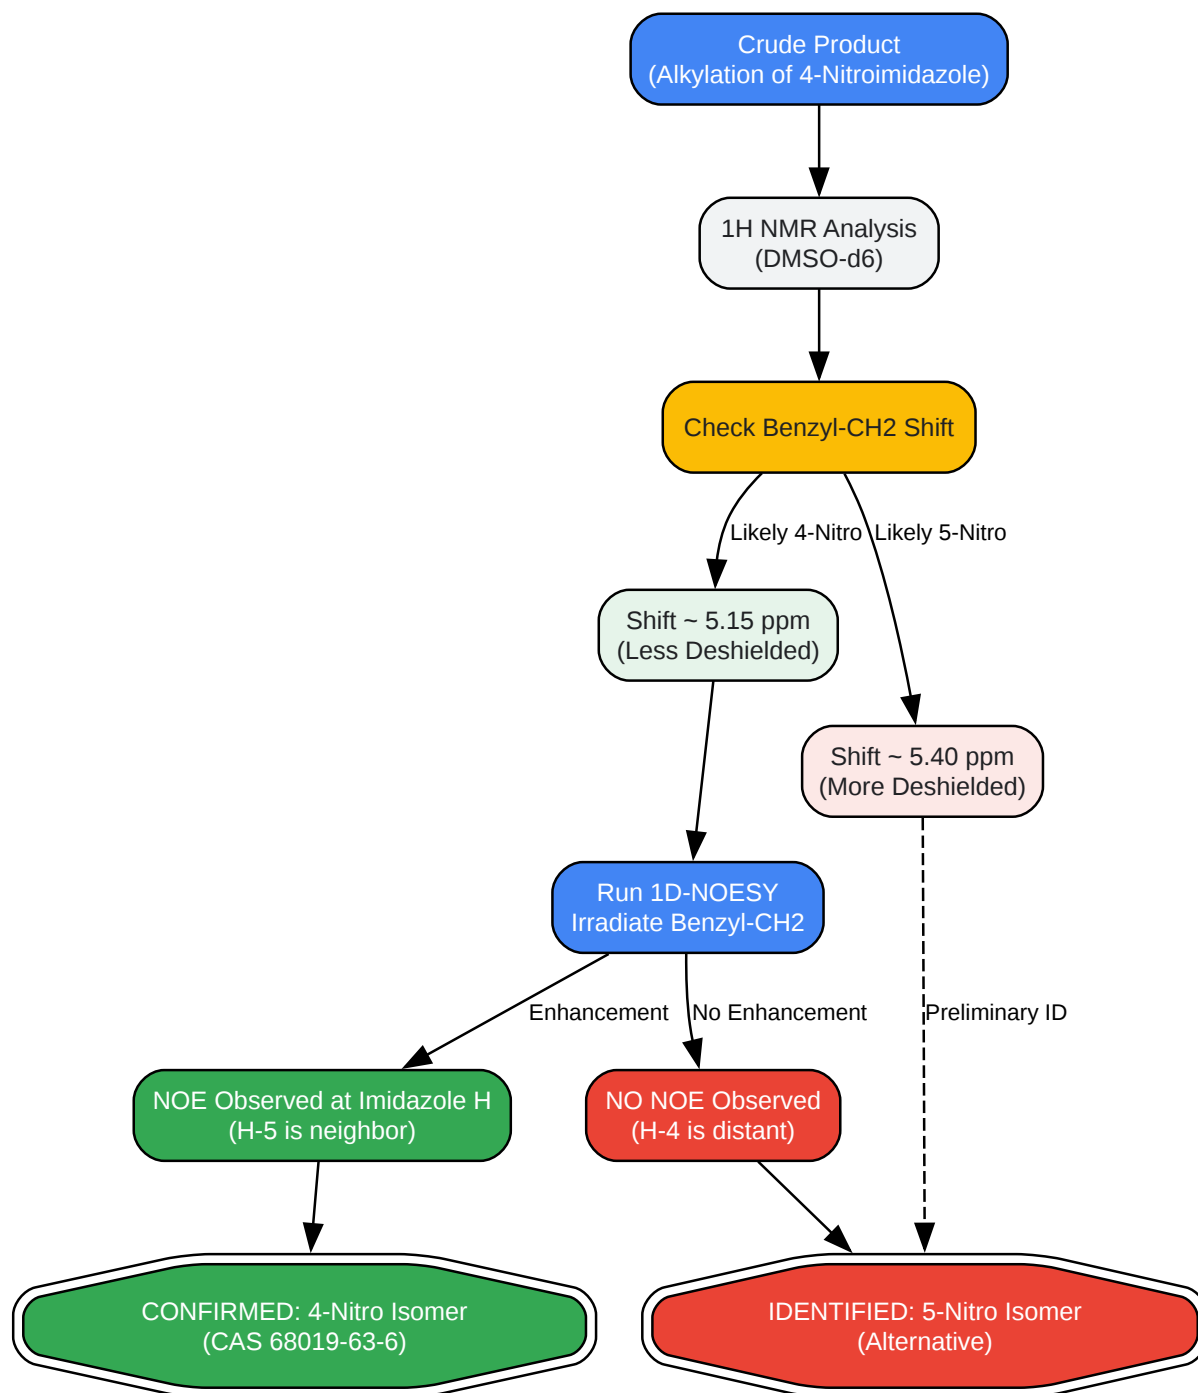 Crude Product
(Alkylation of 4-Nitroimidazole)
1H NMR Analysis
(DMSO-d6)
Check Benzyl-CH2 Shift
Likely 4-Nitro
Likely 5-Nitro
Shift ~ 5.15 ppm
(Less Deshielded)
Shift ~ 5.40 ppm
(More Deshielded)
Run 1D-NOESY
Irradiate Benzyl-CH2
Enhancement
No Enhancement
Preliminary ID
NOE Observed at Imidazole H
(H-5 is neighbor)
NO NOE Observed
(H-4 is distant)
CONFIRMED: 4-Nitro Isomer
(CAS 68019-63-6)
IDENTIFIED: 5-Nitro Isomer
(Alternative)